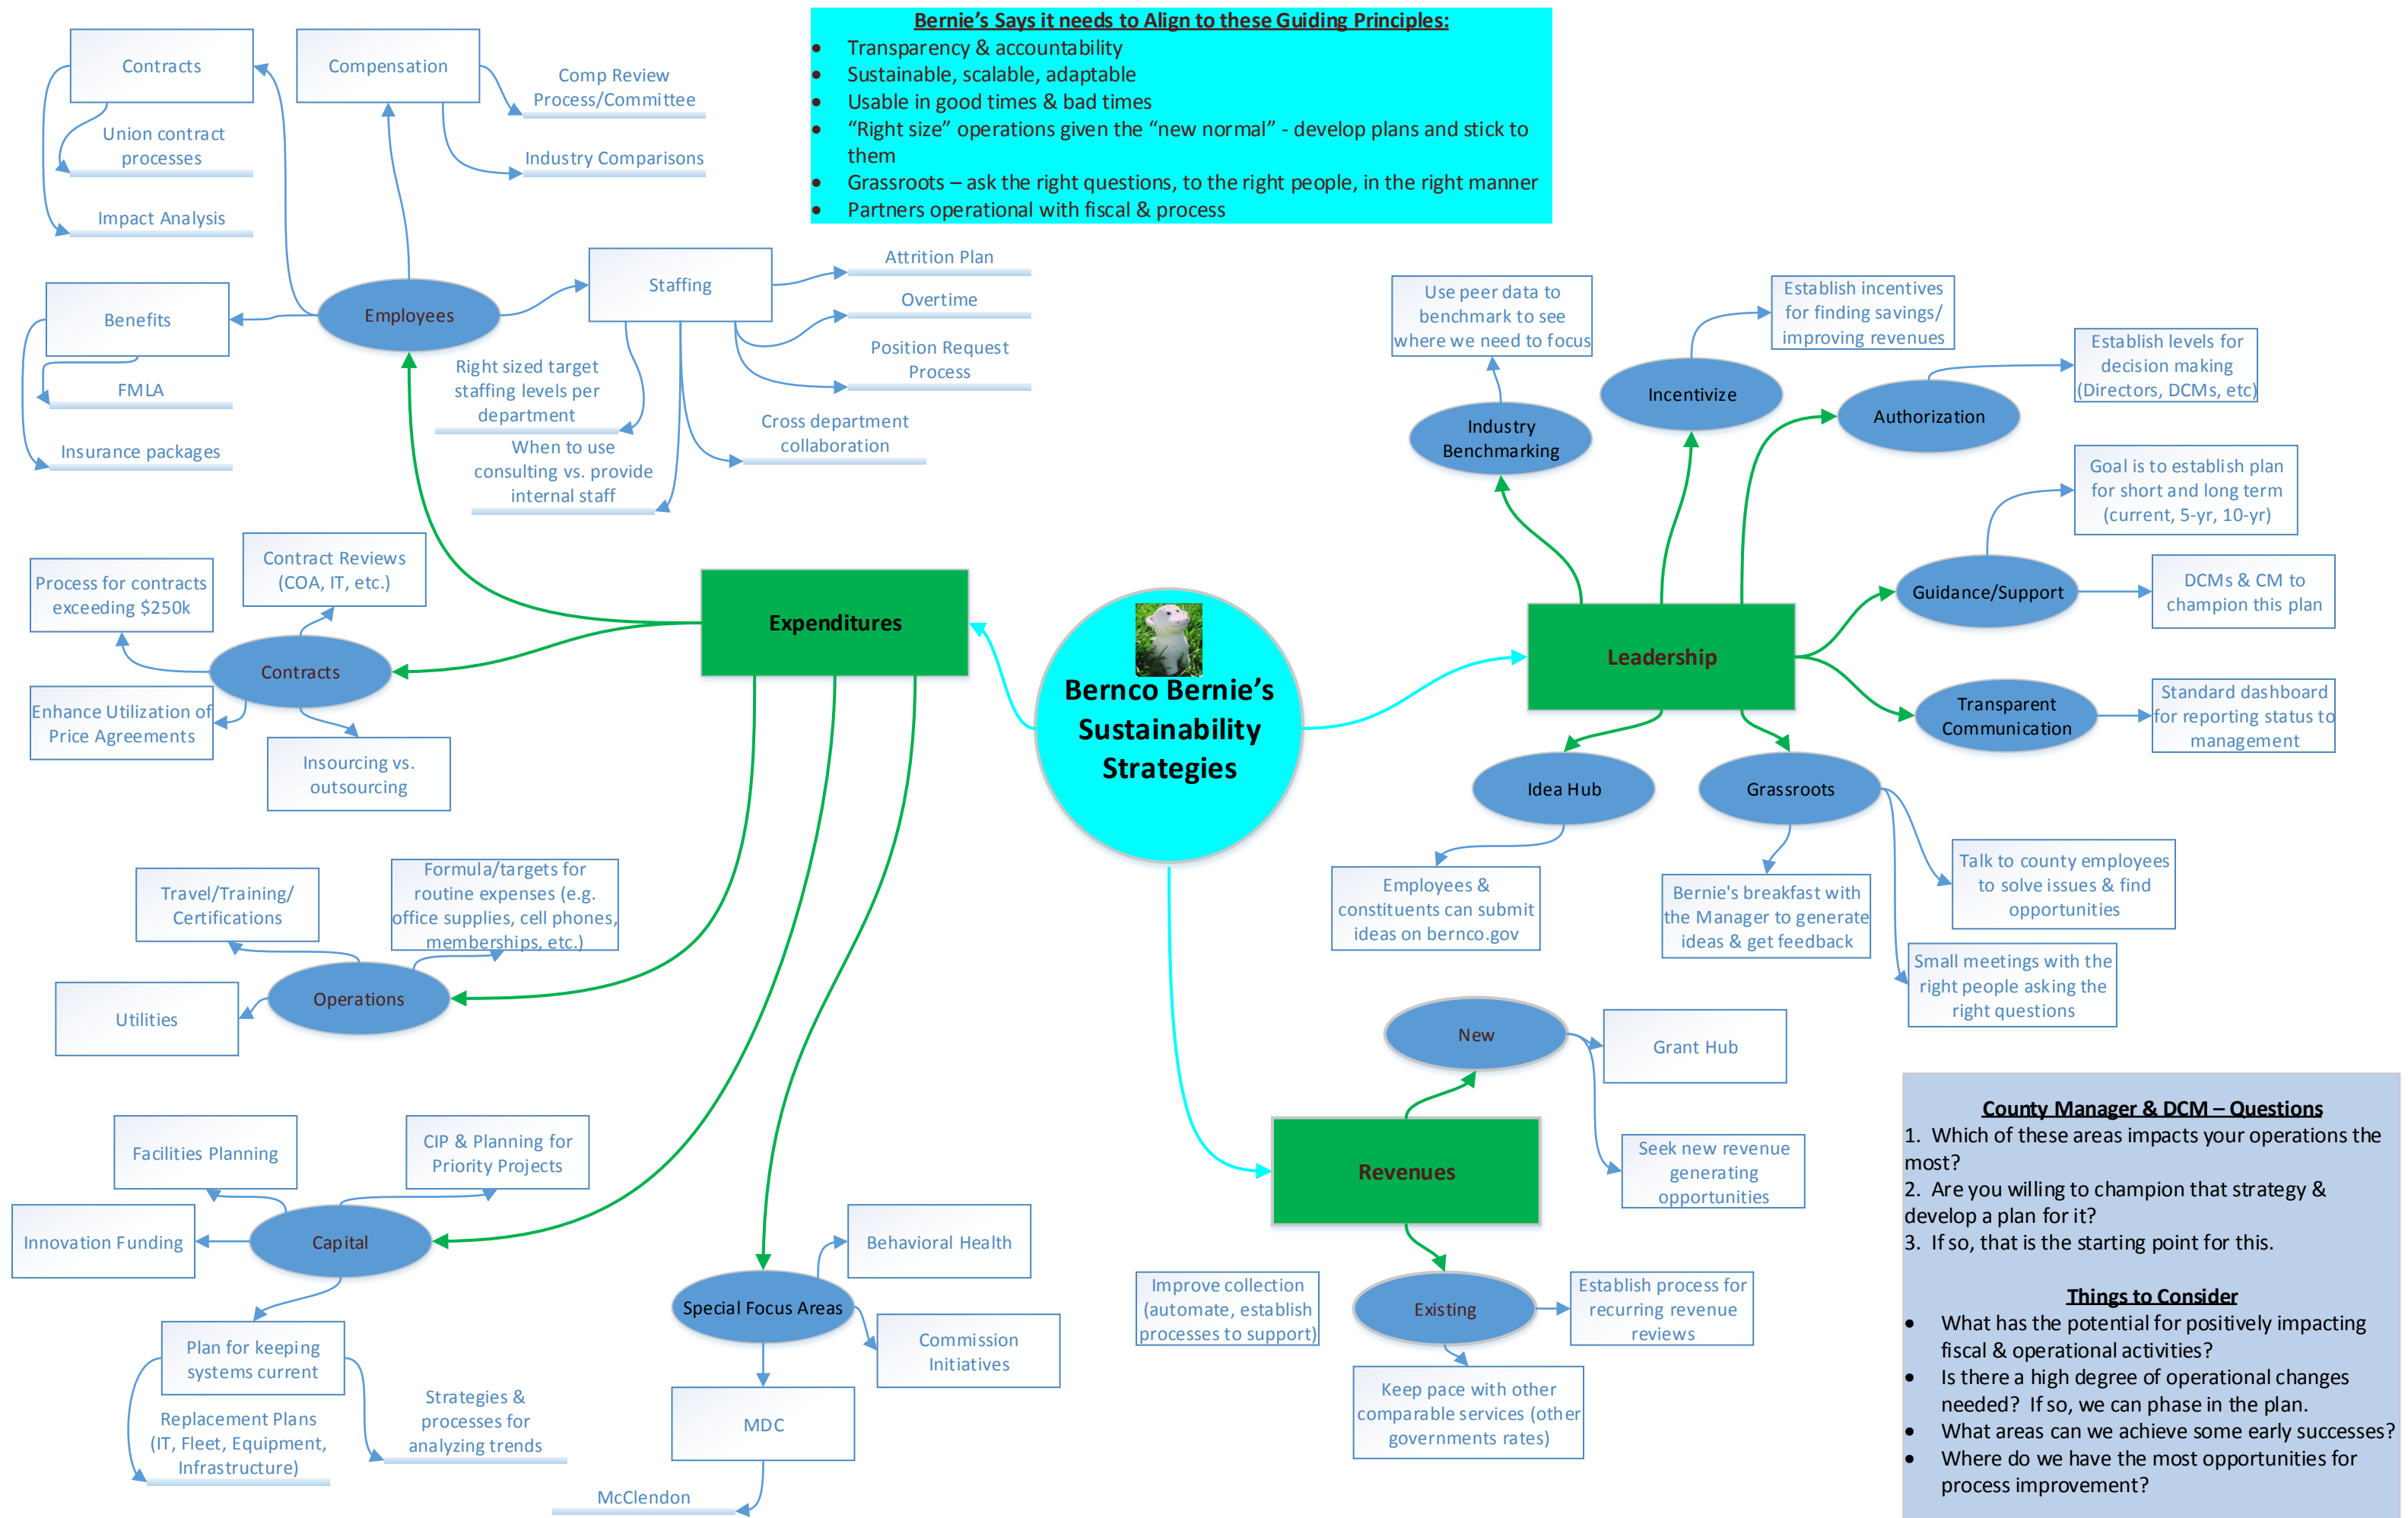 Bernie’s Says it needs to Align to these Guiding Principles:
• Transparency & accountability
• Sustainable, scalable, adaptable
• Usable in good times & bad times
• “Right size” operations given the “new normal” - develop plans and stick to
them
• Grassroots – ask the right questions, to the right people, in the right manner
• Partners operational with fiscal & process
Contracts
Union contract
processes
Impact Analysis
Compensation
Comp Review
Process/Committee
Industry Comparisons
Benefits
FMLA
Insurance packages
Employees
Staffing
Attrition Plan
Overtime
Position Request
Process
Right sized target
staffing levels per
department
When to use
consulting vs. provide
internal staff
Cross department
collaboration
Use peer data to
benchmark to see
where we need to focus
Industry
Benchmarking
Establish incentives
for finding savings/
improving revenues
Incentivize
Establish levels for
decision making
(Directors, DCMs, etc)
Authorization
Goal is to establish plan
for short and long term
(current, 5-yr, 10-yr)
Guidance/Support
DCMs & CM to
champion this plan
Process for contracts
exceeding $250k
Contract Reviews
(COA, IT, etc.)
Contracts
Enhance Utilization of
Price Agreements
Insourcing vs.
outsourcing
Expenditures
Bernco Bernie’s
Sustainability
Strategies
Leadership
Transparent
Communication
Standard dashboard
for reporting status to
management
Idea Hub
Employees &
constituents can submit
ideas on bernco.gov
Grassroots
Bernie's breakfast with
the Manager to generate
ideas & get feedback
Talk to county employees
to solve issues & find
opportunities
Small meetings with the
right people asking the
right questions
Travel/Training/
Certifications
Formula/targets for
routine expenses (e.g.
office supplies, cell phones,
memberships, etc.)
Utilities
Operations
New
Grant Hub
Seek new revenue
generating
opportunities
Revenues
Existing
Improve collection
(automate, establish
processes to support)
Establish process for
recurring revenue
reviews
Keep pace with other
comparable services (other
governments rates)
Facilities Planning
CIP & Planning for
Priority Projects
Innovation Funding
Capital
Plan for keeping
systems current
Replacement Plans
(IT, Fleet, Equipment,
Infrastructure)
Strategies &
processes for
analyzing trends
Behavioral Health
Special Focus Areas
Commission
Initiatives
MDC
McClendon
County Manager & DCM – Questions
1. Which of these areas impacts your operations the
most?
2. Are you willing to champion that strategy &
develop a plan for it?
3. If so, that is the starting point for this.
Things to Consider
• What has the potential for positively impacting
fiscal & operational activities?
• Is there a high degree of operational changes
needed? If so, we can phase in the plan.
• What areas can we achieve some early successes?
• Where do we have the most opportunities for
process improvement?